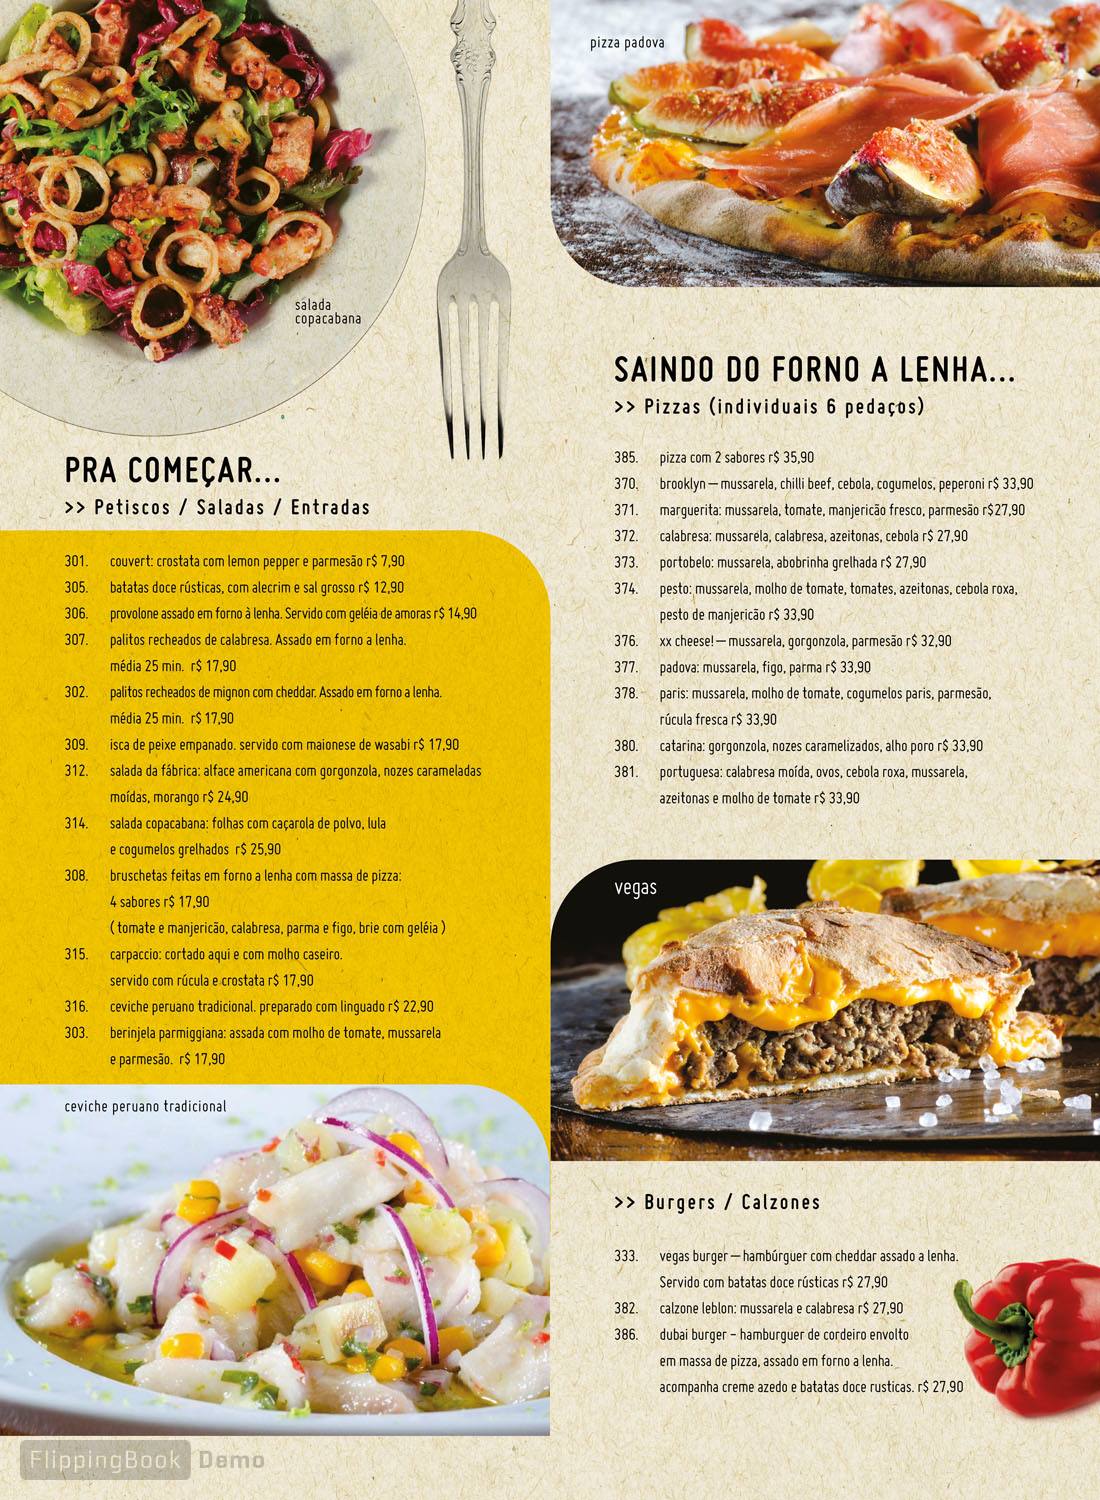 salada
copacabana
PRA COMEÇAR...
>> Petiscos / Saladas / Entradas
301. couvert: crostata com lemon pepper e parmesão r$ 7,90
305. batatas doce rústicas, com alecrim e sal grosso r$ 12,90
306. provolone assado em forno à lenha. Servido com geléia de amoras r$ 14,90
307. palitos recheados de calabresa. Assado em forno a lenha.
média 25 min. r$ 17,90
302. palitos recheados de mignon com cheddar. Assado em forno a lenha.
média 25 min. r$ 17,90
309. isca de peixe empanado. servido com maionese de wasabi r$ 17,90
312. salada da fábrica: alface americana com gorgonzola, nozes carameladas
moídas, morango r$ 24,90
314. salada copacabana: folhas com caçarola de polvo, lula
e cogumelos grelhados r$ 25,90
308. bruschetas feitas em forno a lenha com massa de pizza:
4 sabores r$ 17,90
( tomate e manjericão, calabresa, parma e figo, brie com geléia )
315. carpaccio: cortado aqui e com molho caseiro.
servido com rúcula e crostata r$ 17,90
316. ceviche peruano tradicional. preparado com linguado r$ 22,90
303. berinjela parmiggiana: assada com molho de tomate, mussarela
e parmesão. r$ 17,90
ceviche peruano tradicional
pizza padova
SAINDO DO FORNO A LENHA...
>> Pizzas (individuais 6 pedaços)
385. pizza com 2 sabores r$ 35,90
370. brooklyn – mussarela, chilli beef, cebola, cogumelos, peperoni r$ 33,90
371. marguerita: mussarela, tomate, manjericão fresco, parmesão r$27,90
372. calabresa: mussarela, calabresa, azeitonas, cebola r$ 27,90
373. portobelo: mussarela, abobrinha grelhada r$ 27,90
374. pesto: mussarela, molho de tomate, tomates, azeitonas, cebola roxa,
pesto de manjericão r$ 33,90
376. xx cheese! – mussarela, gorgonzola, parmesão r$ 32,90
377. padova: mussarela, figo, parma r$ 33,90
378. paris: mussarela, molho de tomate, cogumelos paris, parmesão,
rúcula fresca r$ 33,90
380. catarina: gorgonzola, nozes caramelizados, alho poro r$ 33,90
381. portuguesa: calabresa moída, ovos, cebola roxa, mussarela,
azeitonas e molho de tomate r$ 33,90
vegas
>> Burgers / Calzones
333. vegas burger – hambúrguer com cheddar assado a lenha.
Servido com batatas doce rústicas r$ 27,90
382. calzone leblon: mussarela e calabresa r$ 27,90
386. dubai burger - hamburguer de cordeiro envolto
em massa de pizza, assado em forno a lenha.
acompanha creme azedo e batatas doce rusticas. r$ 27,90
FlippingBook Demo